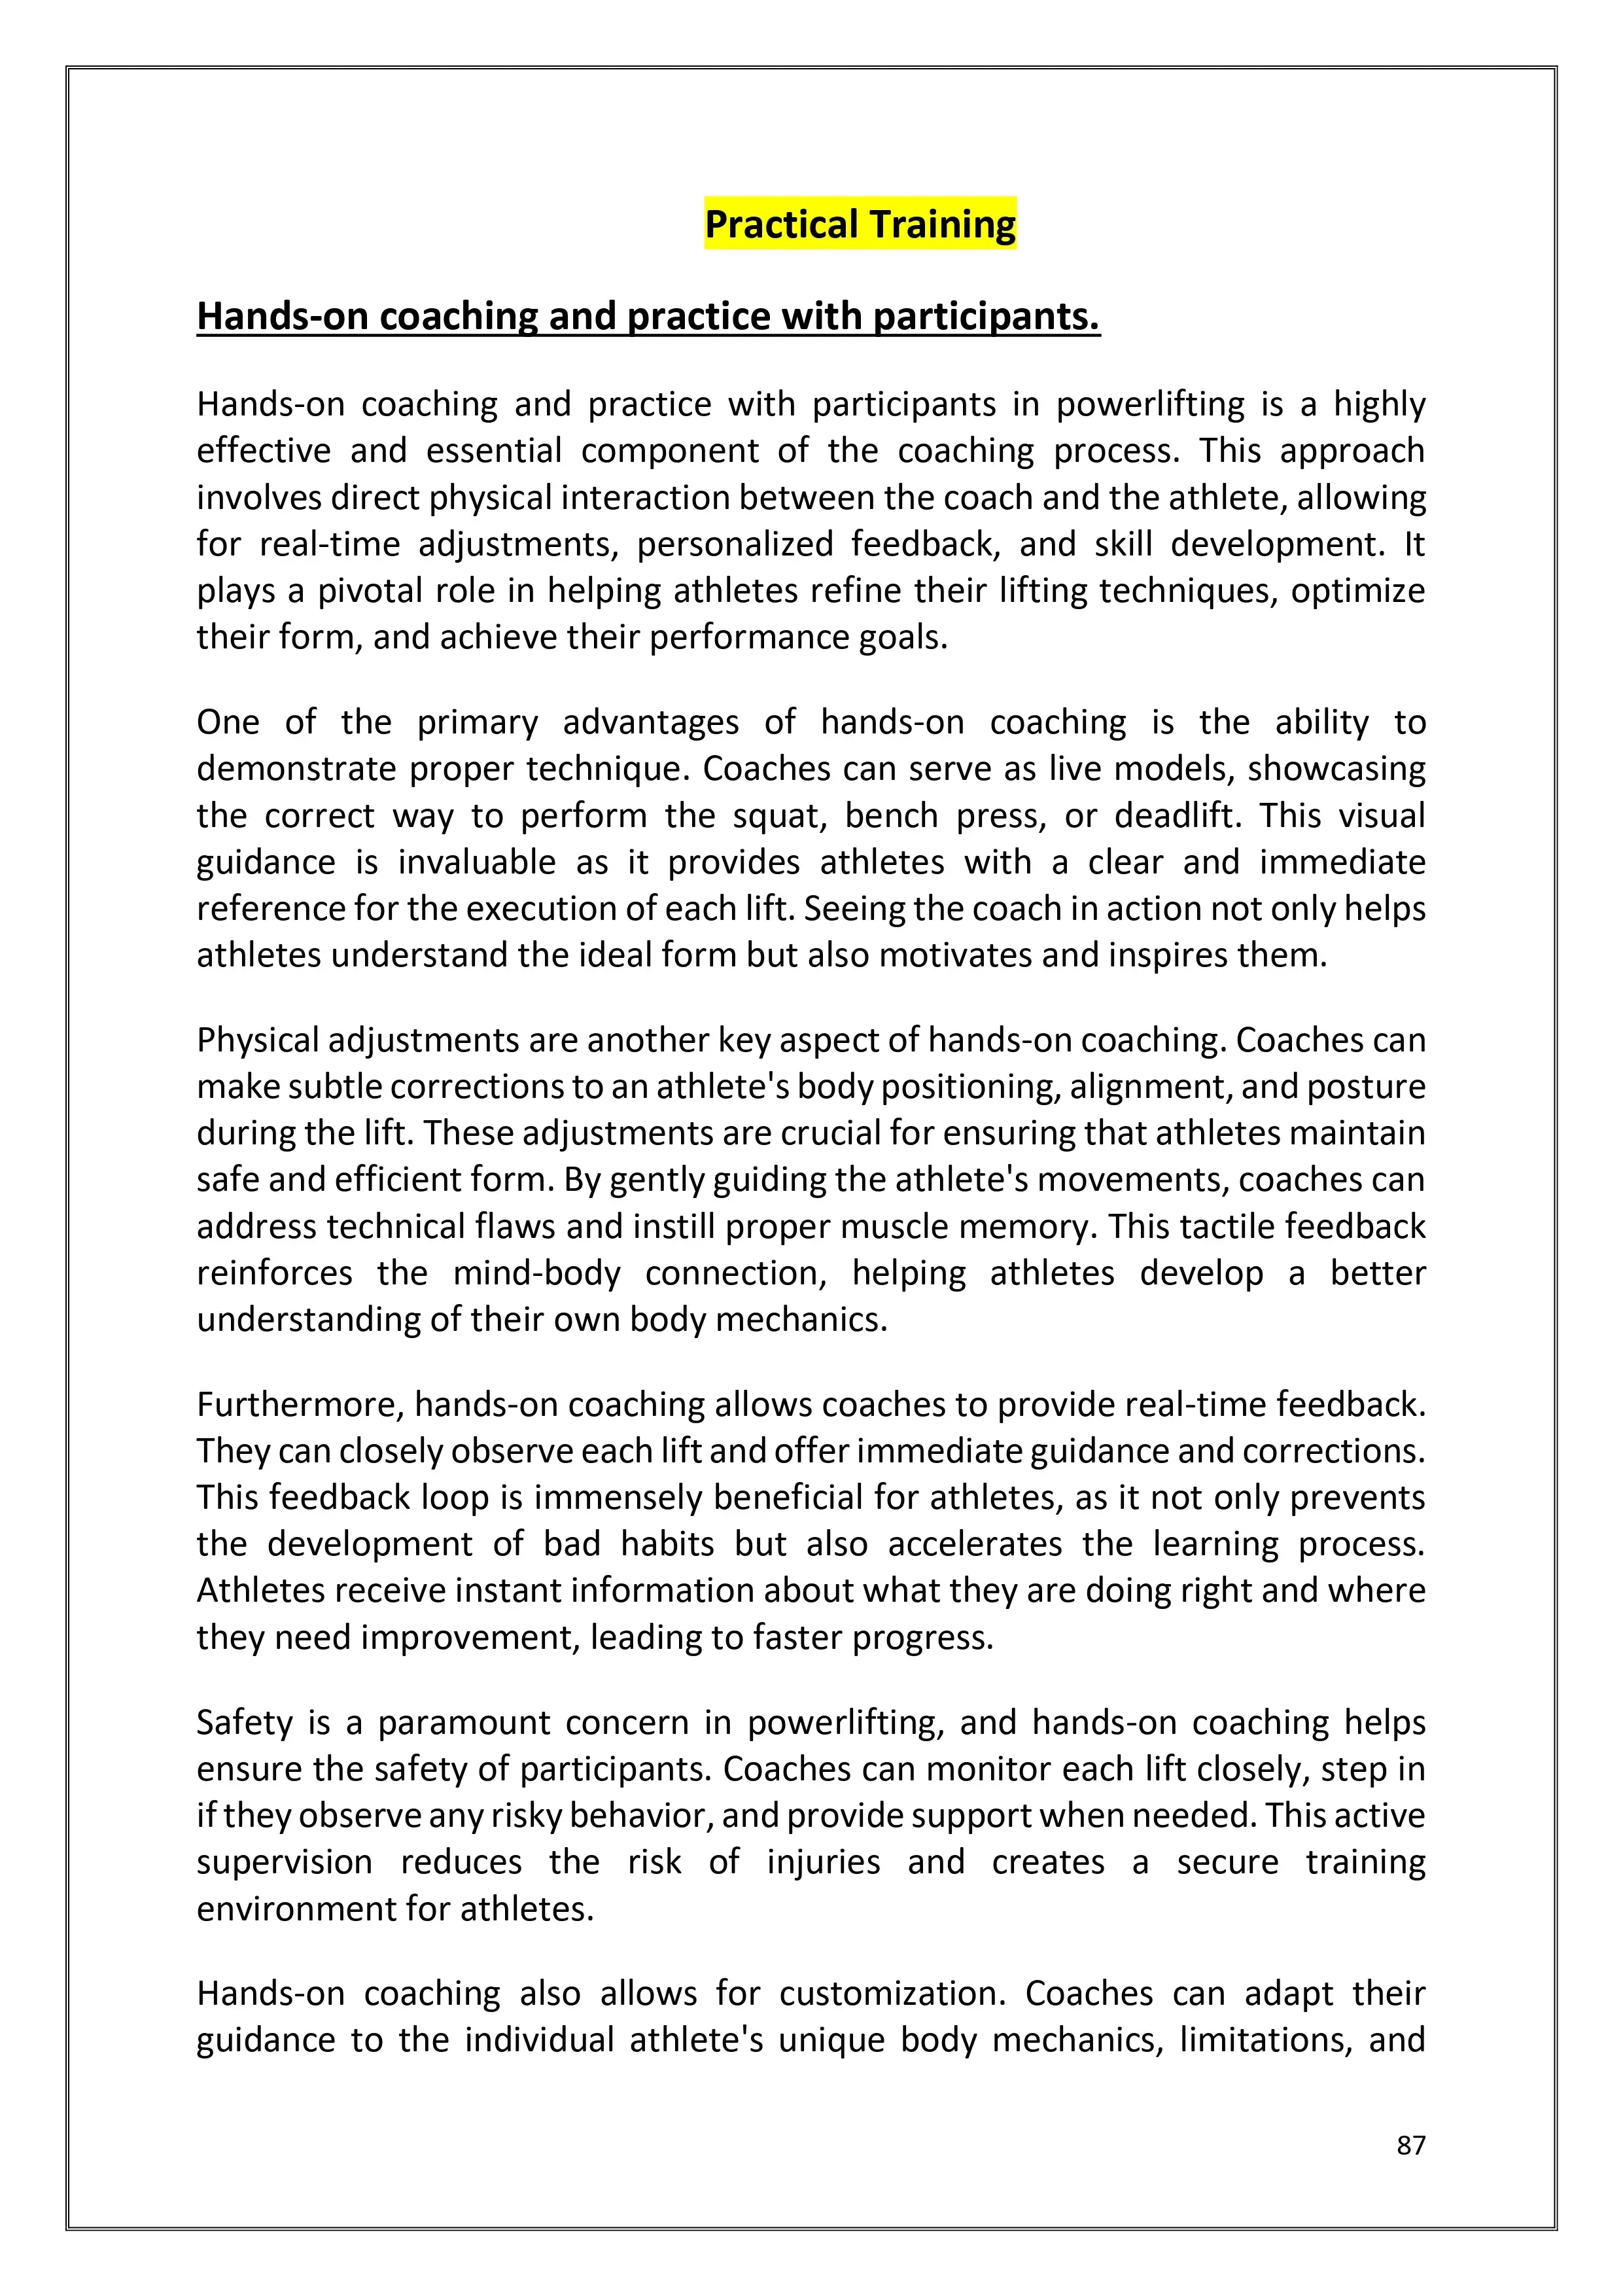 Practical Training
Hands-on coaching and practice with participants.
Hands-on coaching and practice with participants in powerlifting is a highly
effective and essential component of the coaching process. This approach
involves direct physical interaction between the coach and the athlete, allowing
for real-time adjustments, personalized feedback, and skill development. It
plays a pivotal role in helping athletes refine their lifting techniques, optimize
their form, and achieve their performance goals.
One of the primary advantages of hands-on coaching is the ability to
demonstrate proper technique. Coaches can serve as live models, showcasing
the correct way to perform the squat, bench press, or deadlift. This visual
guidance is invaluable as it provides athletes with a clear and immediate
reference for the execution of each lift. Seeing the coach in action not only helps
athletes understand the ideal form but also motivates and inspires them.
Physical adjustments are another key aspect of hands-on coaching. Coaches can
make subtle corrections to an athlete's body positioning, alignment, and posture
during the lift. These adjustments are crucial for ensuring that athletes maintain
safe and efficient form. By gently guiding the athlete's movements, coaches can
address technical flaws and instill proper muscle memory. This tactile feedback
reinforces the mind-body connection, helping athletes develop a better
understanding of their own body mechanics.
Furthermore, hands-on coaching allows coaches to provide real-time feedback.
They can closely observe each lift and offer immediate guidance and corrections.
This feedback loop is immensely beneficial for athletes, as it not only prevents
the development of bad habits but also accelerates the learning process.
Athletes receive instant information about what they are doing right and where
they need improvement, leading to faster progress.
Safety is a paramount concern in powerlifting, and hands-on coaching helps
ensure the safety of participants. Coaches can monitor each lift closely, step in
if they observe any risky behavior, and provide support when needed. This active
supervision reduces the risk of injuries and creates a secure training
environment for athletes.
Hands-on coaching also allows for customization. Coaches can adapt their
guidance to the individual athlete's unique body mechanics, limitations, and
87